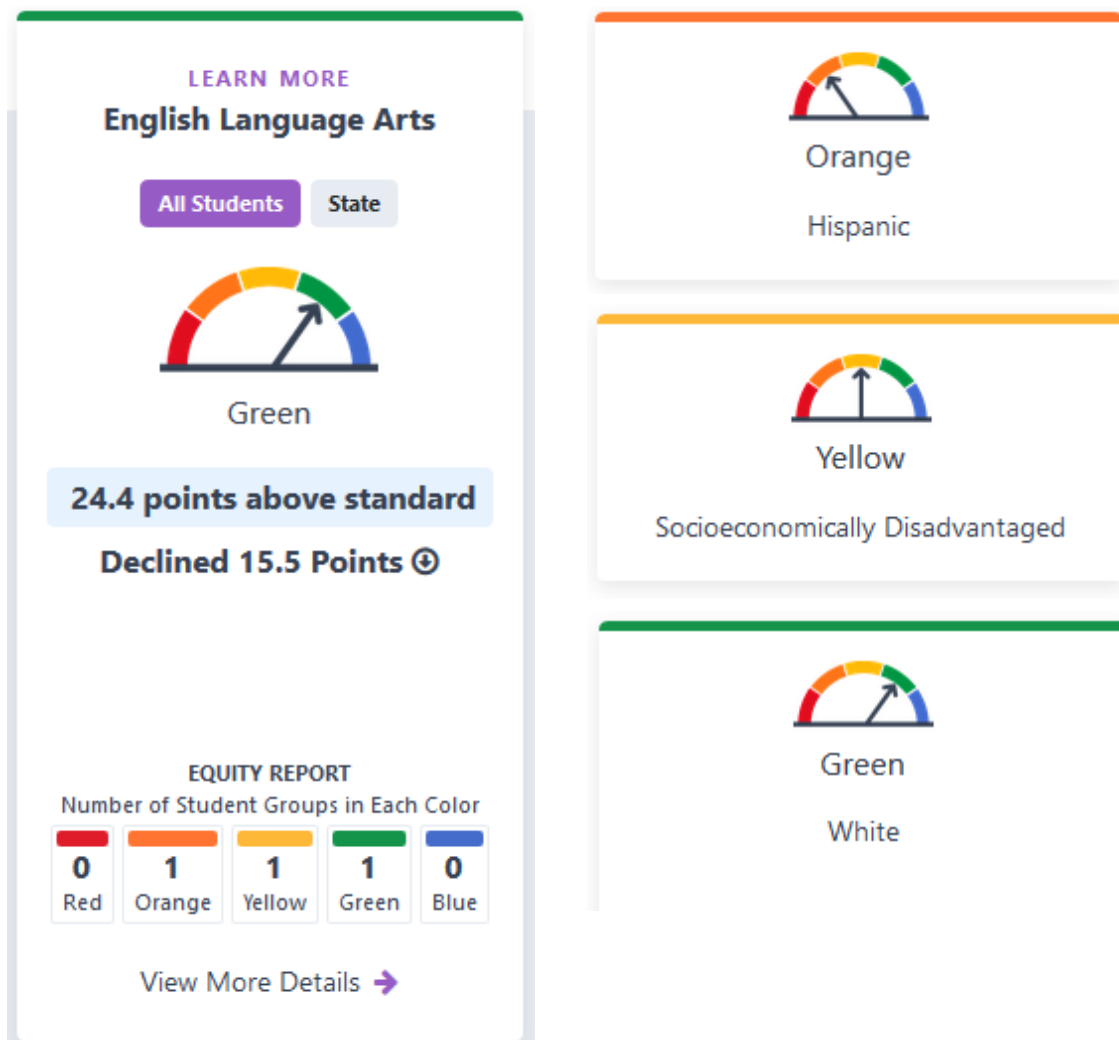 LEARN MORE
English Language Arts
All Students State
Green
24.4 points above standard
Declined 15.5 Points
EQUITY REPORT
Number of Student Groups in Each Color
0 1 1 1 0
Red Orange Yellow Green Blue
View More Details
Orange
Hispanic
Yellow
Socioeconomically Disadvantaged
Green
White